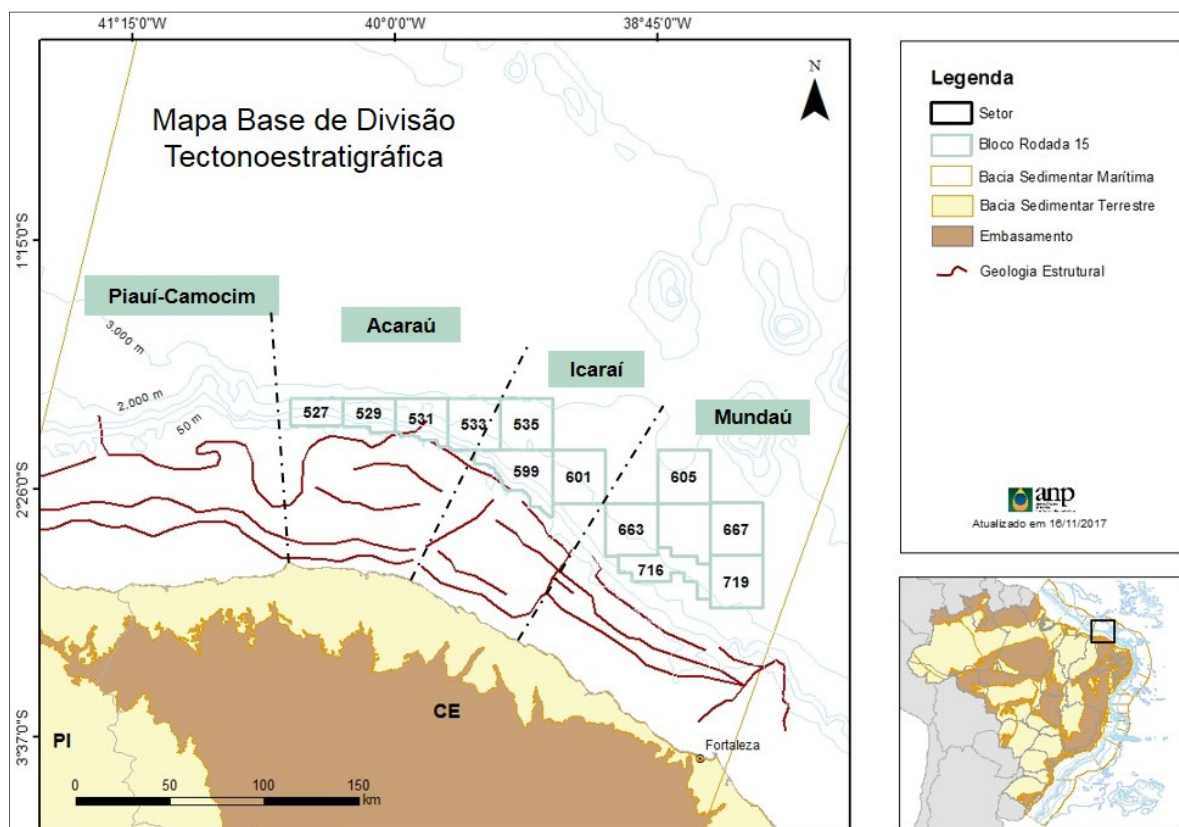 41°15'0"W
40°0'0"W
38°45'0"W
N
Mapa Base de Divisão
Tectonoestratigráfica
1°15'0"S
2°26'0"S
3°37'0"S
Piauí-Camocim
Acaraú
Icaraí
Mundaú
3.000 m
2.000 m
50 m
527
529
531
533
535
599
601
605
663
667
716
719
PI
CE
Fortaleza
0
50
100
150
km
Legenda
Setor
Bloco Rodada 15
Bacia Sedimentar Marítima
Bacia Sedimentar Terrestre
Embasamento
Geologia Estrutural
anp
Atualizado em 16/11/2017